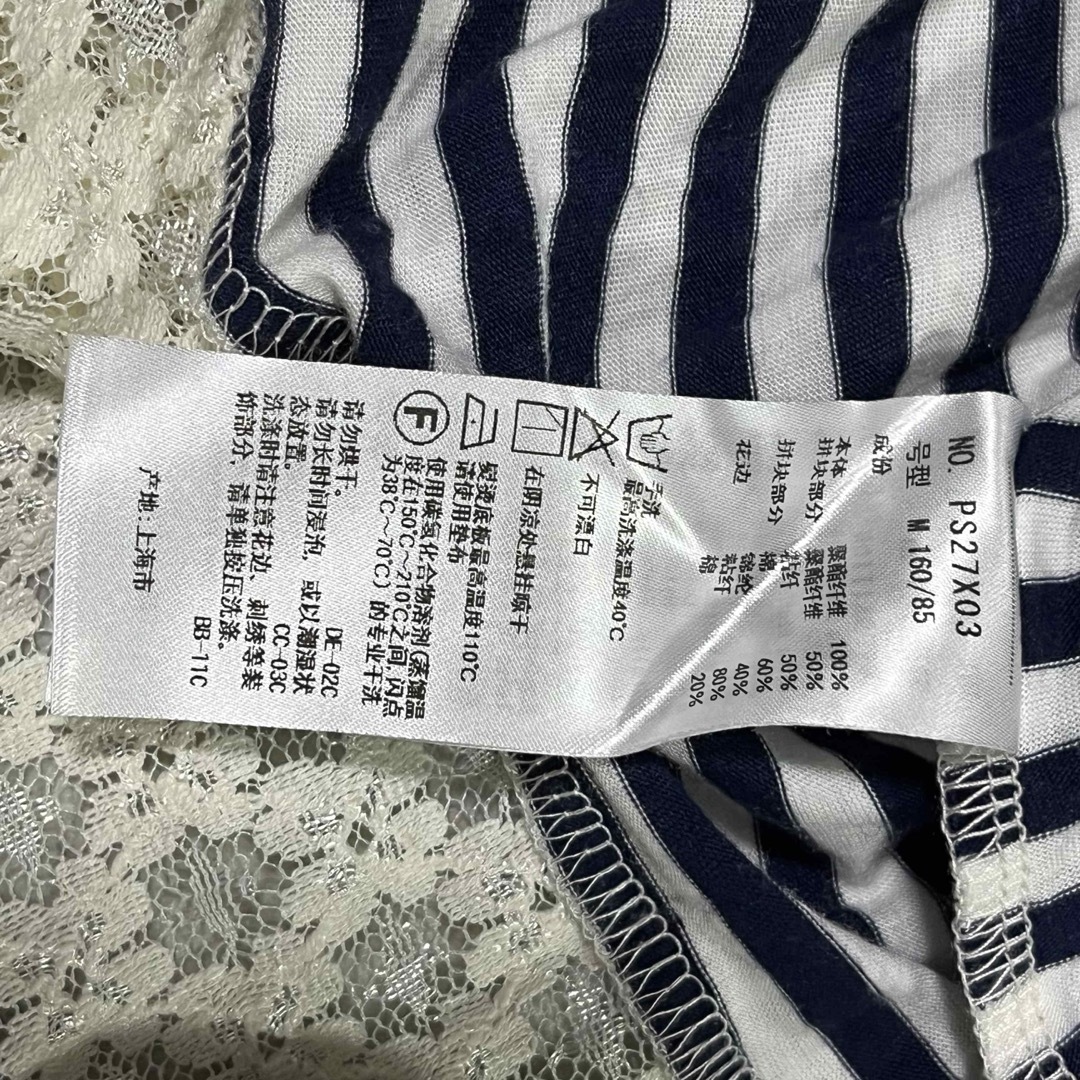 NO. PS27X03
号型 M 160/85
成份
本体 聚酯纤维 100%
拼块部分 聚酯纤维 50%
粘纤 50%
拼块部分 棉 60%
锦纶 40%
花边 粘纤 80%
棉 20%
手洗
最高洗涤温度40℃
不可漂白
在阴凉处悬挂晾干
熨烫底板最高温度110℃
请使用垫布
F
使用碳氢化合物溶剂(蒸馏温
度在150℃~210℃之间,闪点
为38℃~70℃)的专业干洗
请勿烘干。 DE-02C
请勿长时间浸泡，或以潮湿状
态放置。 CC-03C
洗涤时请注意花边、刺绣等装
饰部分，请单独按压洗涤。
BB-11C
产地:上海市